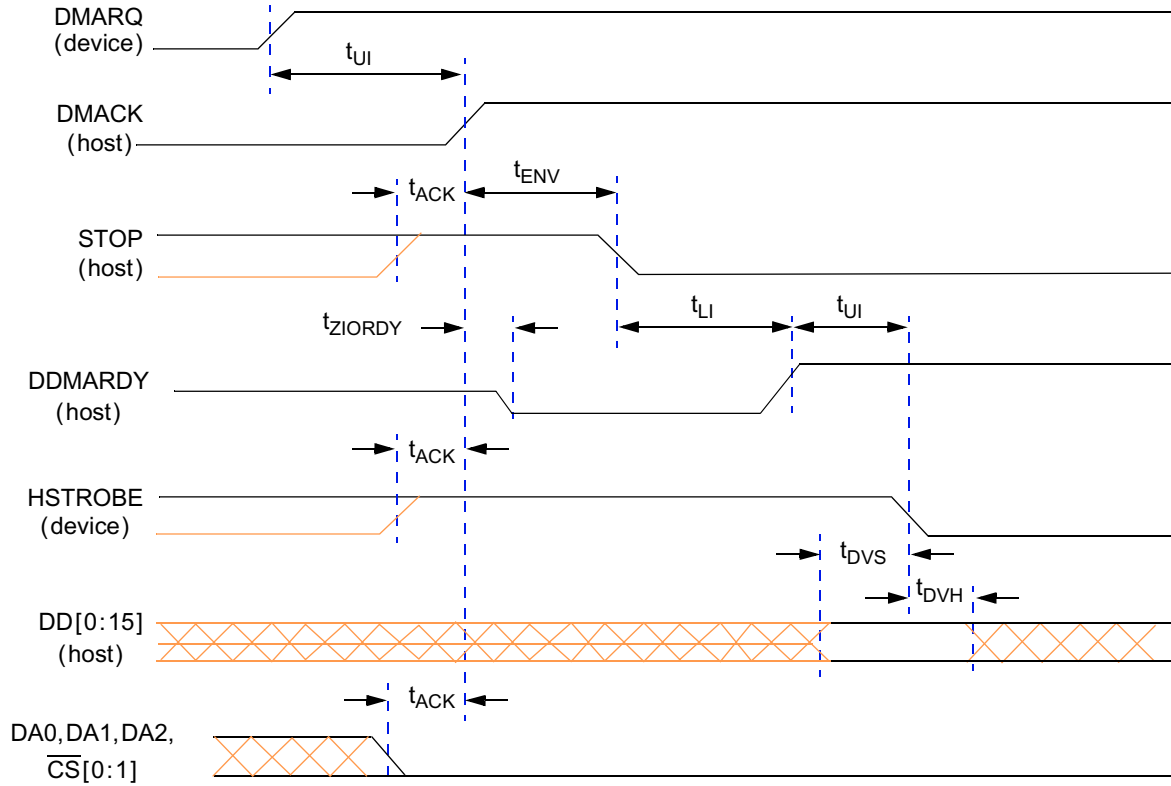 DMARQ
(device)
tUI
DMACK
(host)
tACK
tENV
STOP
(host)
tZIORDY
tLI
tUI
DDMARDY
(host)
tACK
HSTROBE
(device)
tDVS
tDVH
DD[0:15]
(host)
tACK
DA0,DA1,DA2,
C̅S̅[0:1]